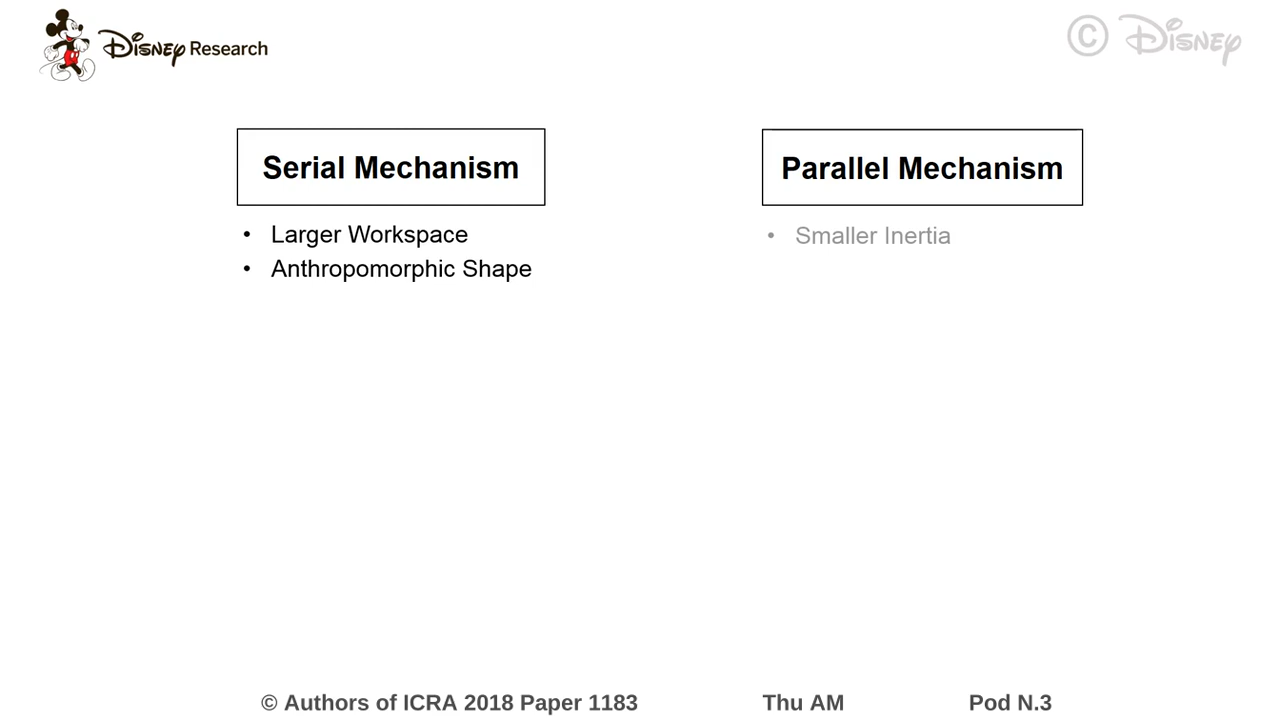 Disney Research
© Disney
Serial Mechanism
• Larger Workspace
• Anthropomorphic Shape
Parallel Mechanism
• Smaller Inertia
© Authors of ICRA 2018 Paper 1183 Thu AM Pod N.3